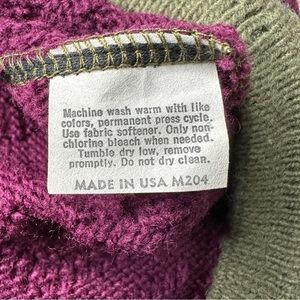 Machine wash warm with like
colors, permanent press cycle.
Use fabric softener. Only non-
chlorine bleach when needed.
Tumble dry low, remove
promptly. Do not dry clean.
MADE IN USA M204